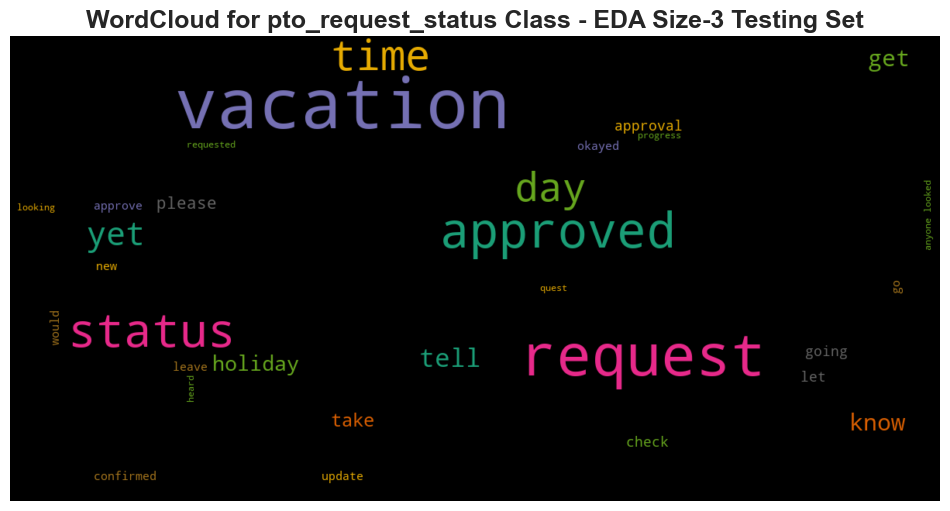 WordCloud for pto_request_status Class - EDA Size-3 Testing Set
time
get
vacation
approval
progress
requested
okayed
day
anyone looked
looking
approve
please
yet
approved
new
quest
go
would
status
request
tell
going
holiday
leave
let
heard
take
know
check
confirmed
update